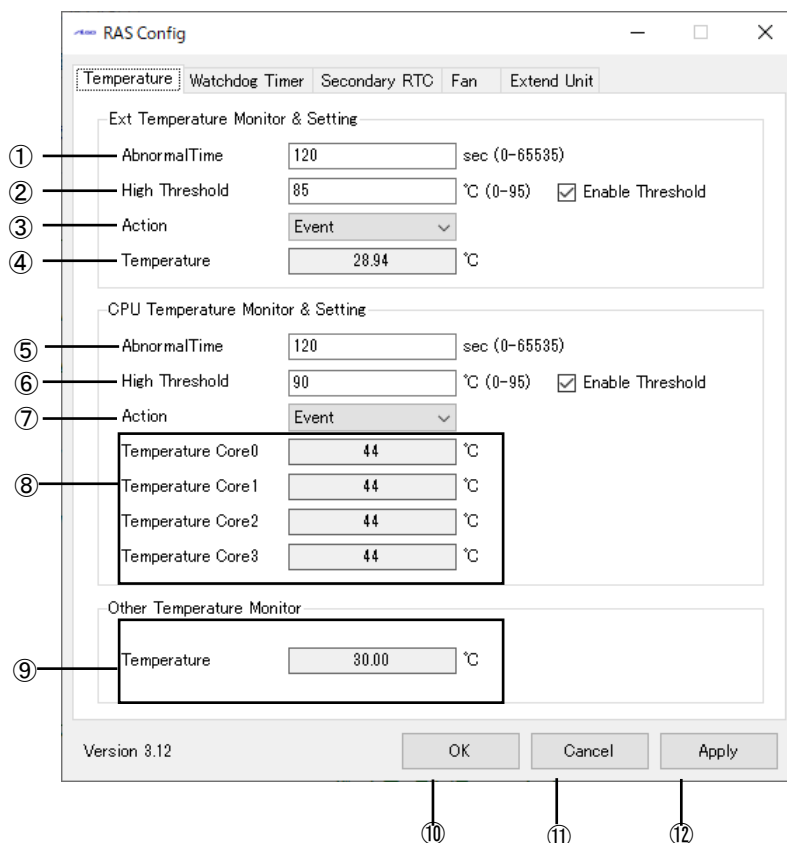 RAS Config
Temperature Watchdog Timer Secondary RTC Fan Extend Unit
Ext Temperature Monitor & Setting
① AbnormalTime 120 sec (0-65535)
② High Threshold 85 ℃ (0-95) Enable Threshold
③ Action Event
④ Temperature 28.94 ℃
CPU Temperature Monitor & Setting
⑤ AbnormalTime 120 sec (0-65535)
⑥ High Threshold 90 ℃ (0-95) Enable Threshold
⑦ Action Event
Temperature Core0 44 ℃
⑧ Temperature Core1 44 ℃
Temperature Core2 44 ℃
Temperature Core3 44 ℃
Other Temperature Monitor
⑨ Temperature 30.00 ℃
Version 3.12 OK Cancel Apply
⑩ ⑪ ⑫